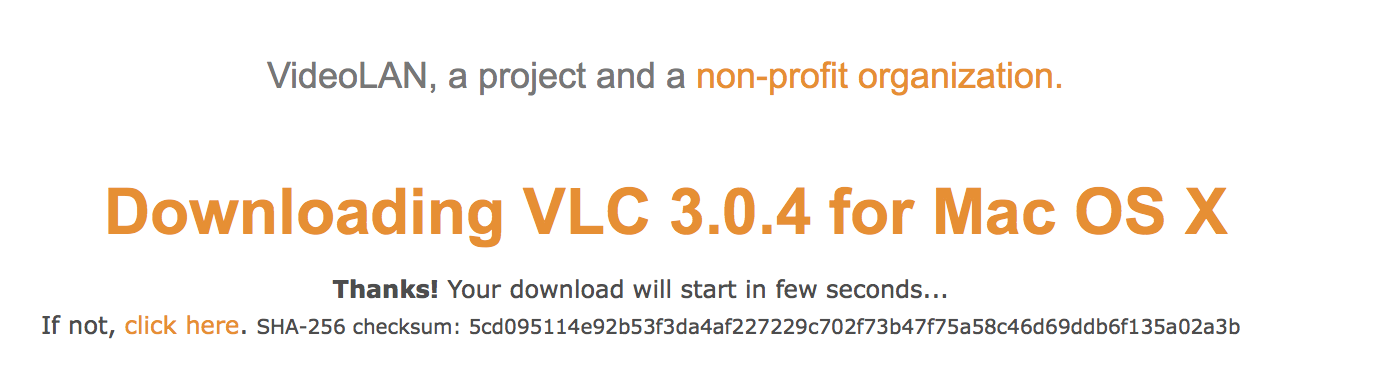 VideoLAN, a project and a non-profit organization.
Downloading VLC 3.0.4 for Mac OS X
Thanks! Your download will start in few seconds...
If not, click here. SHA-256 checksum: 5cd095114e92b53f3da4af227229c702f73b47f75a58c46d69ddb6f135a02a3b